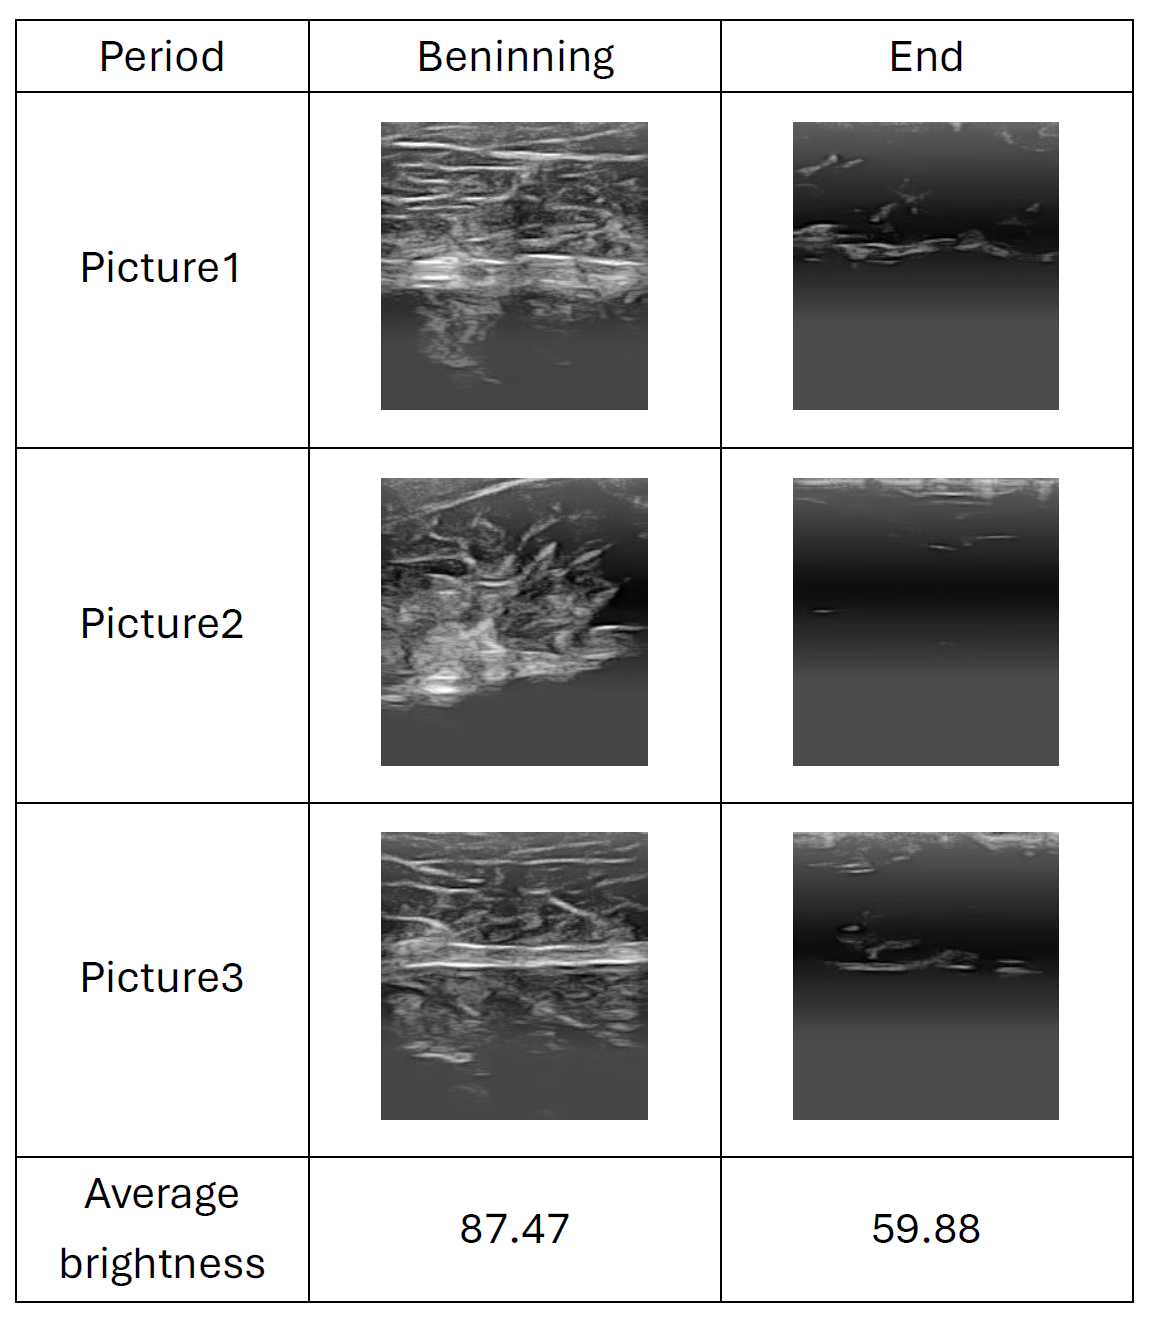 Period Beninning End
Picture1
Picture2
Picture3
Average
brightness
87.47 59.88